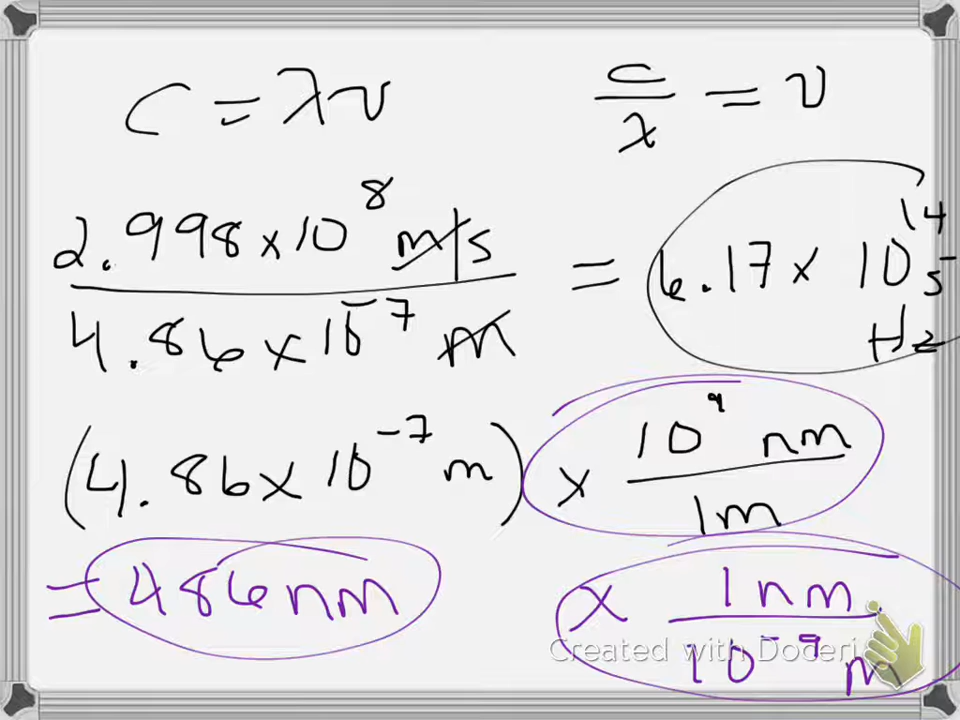 c = λν
c/λ = ν
2.998 x 10^8 m/s / 4.86 x 10^-7 m = 6.17 x 10^14 s Hz
(4.86 x 10^-7 m) x 10^9 nm / 1m
= 486 nm
x 1 nm / 10^-9 m
Created with Doceri